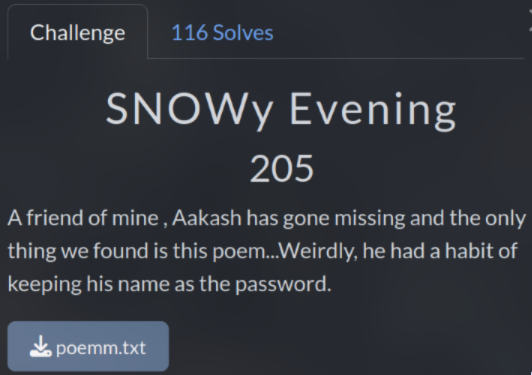 Challenge
116 Solves
SNOWy Evening
205
A friend of mine , Aakash has gone missing and the only
thing we found is this poem...Weirdly, he had a habit of
keeping his name as the password.
poemm.txt